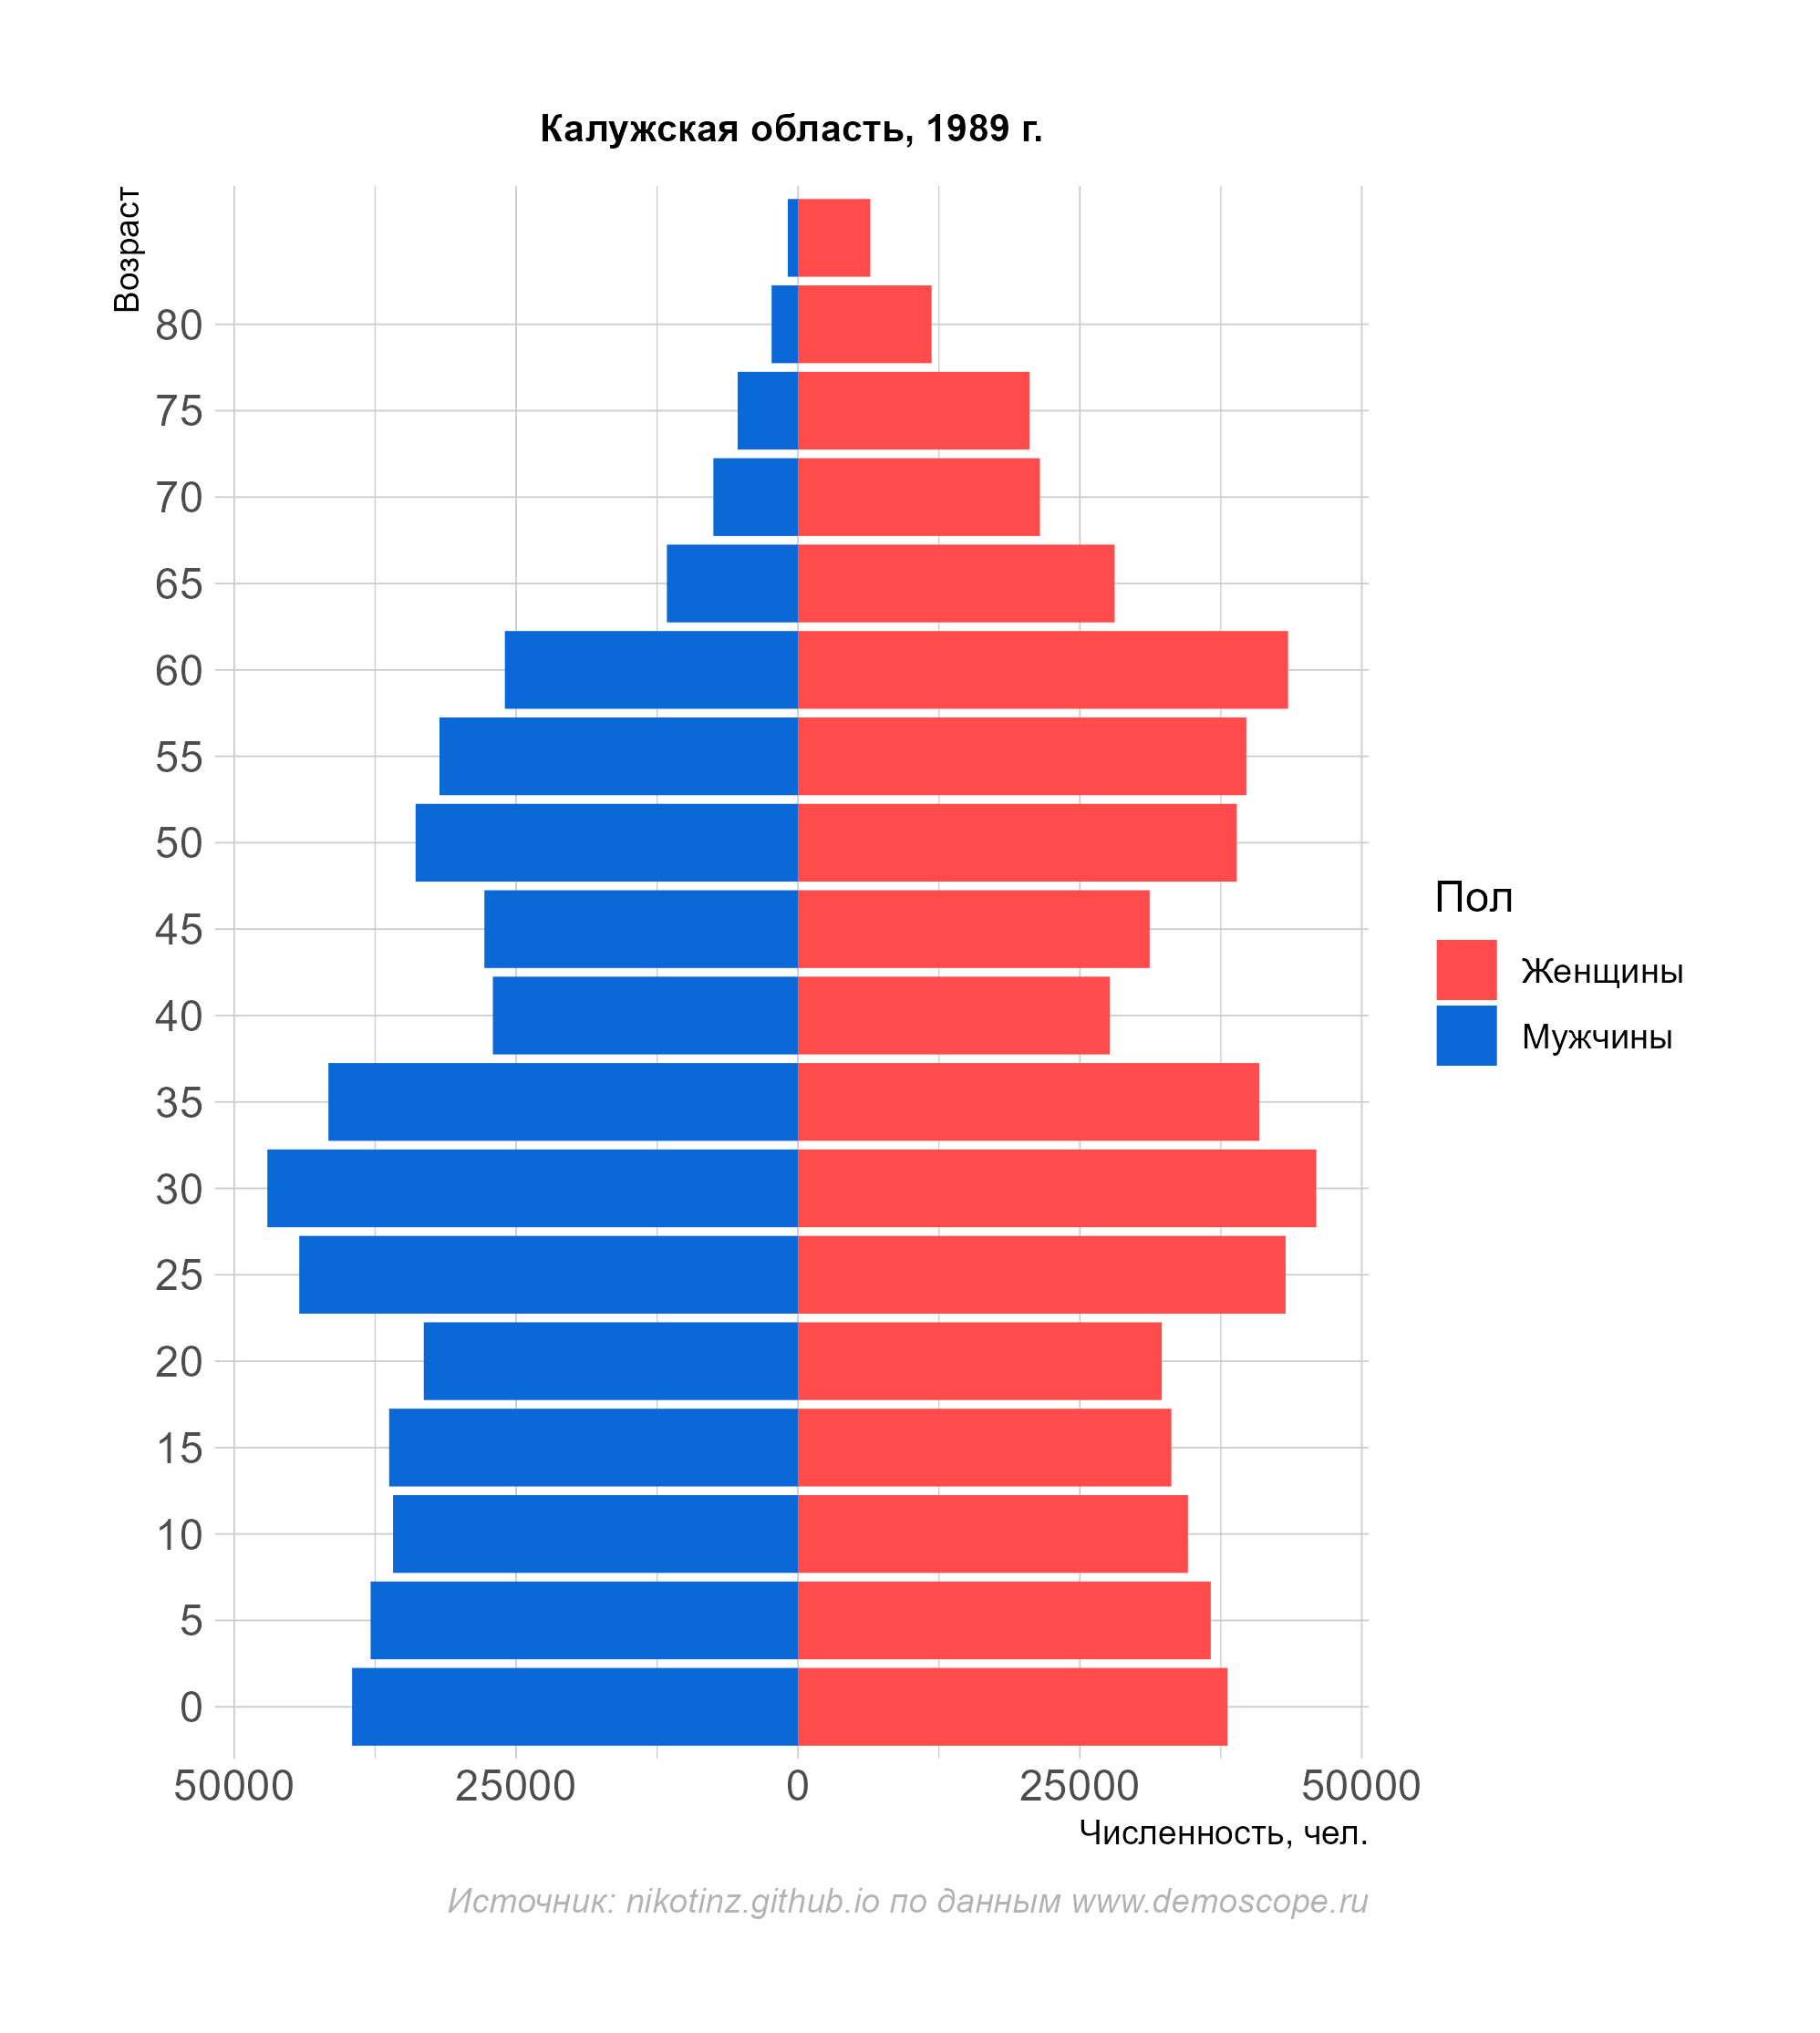 Калужская область, 1989 г.
Возраст
80
75
70
65
60
55
50
45
40
35
30
25
20
15
10
5
0
50000 25000 0 25000 50000
Численность, чел.
Пол
Женщины
Мужчины
Источник: nikotinz.github.io по данным www.demoscope.ru